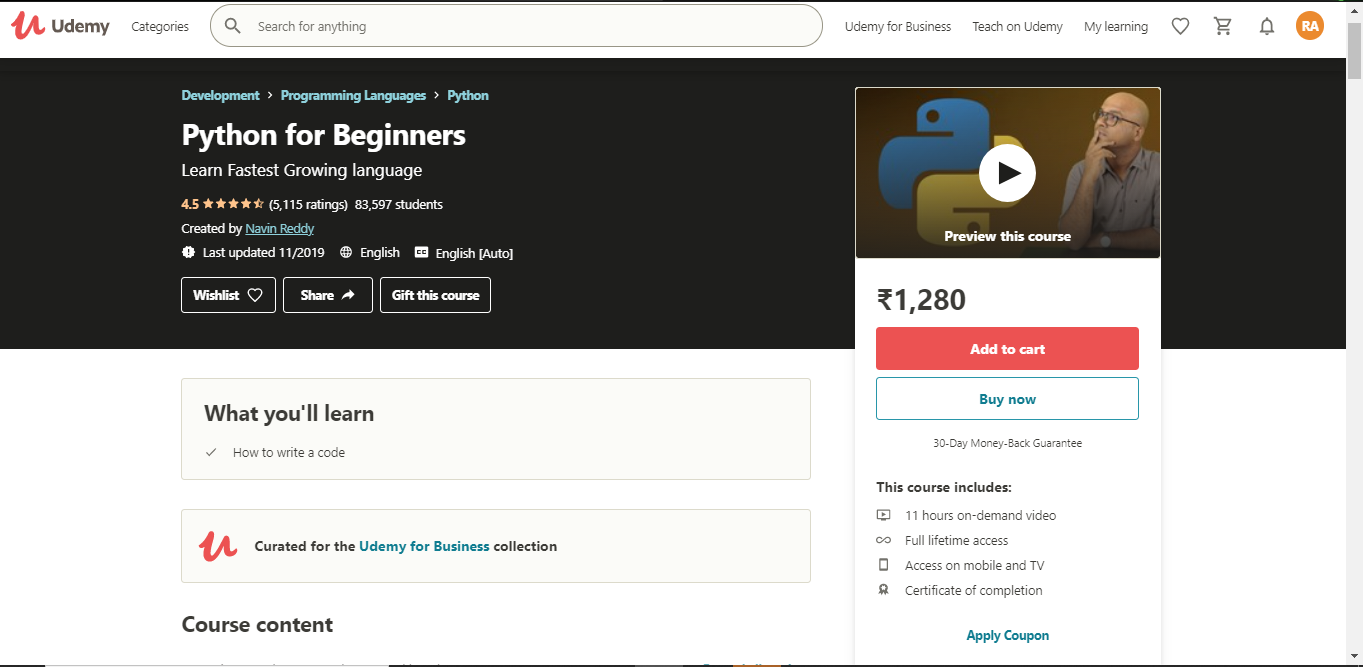 Udemy
Categories
Search for anything
Udemy for Business
Teach on Udemy
My learning
RA
Development > Programming Languages > Python
Python for Beginners
Learn Fastest Growing language
4.5 (5,115 ratings) 83,597 students
Created by Navin Reddy
Last updated 11/2019 English CC English [Auto]
Wishlist
Share
Gift this course
Preview this course
₹1,280
Add to cart
Buy now
30-Day Money-Back Guarantee
This course includes:
11 hours on-demand video
Full lifetime access
Access on mobile and TV
Certificate of completion
Apply Coupon
What you'll learn
How to write a code
Curated for the Udemy for Business collection
Course content